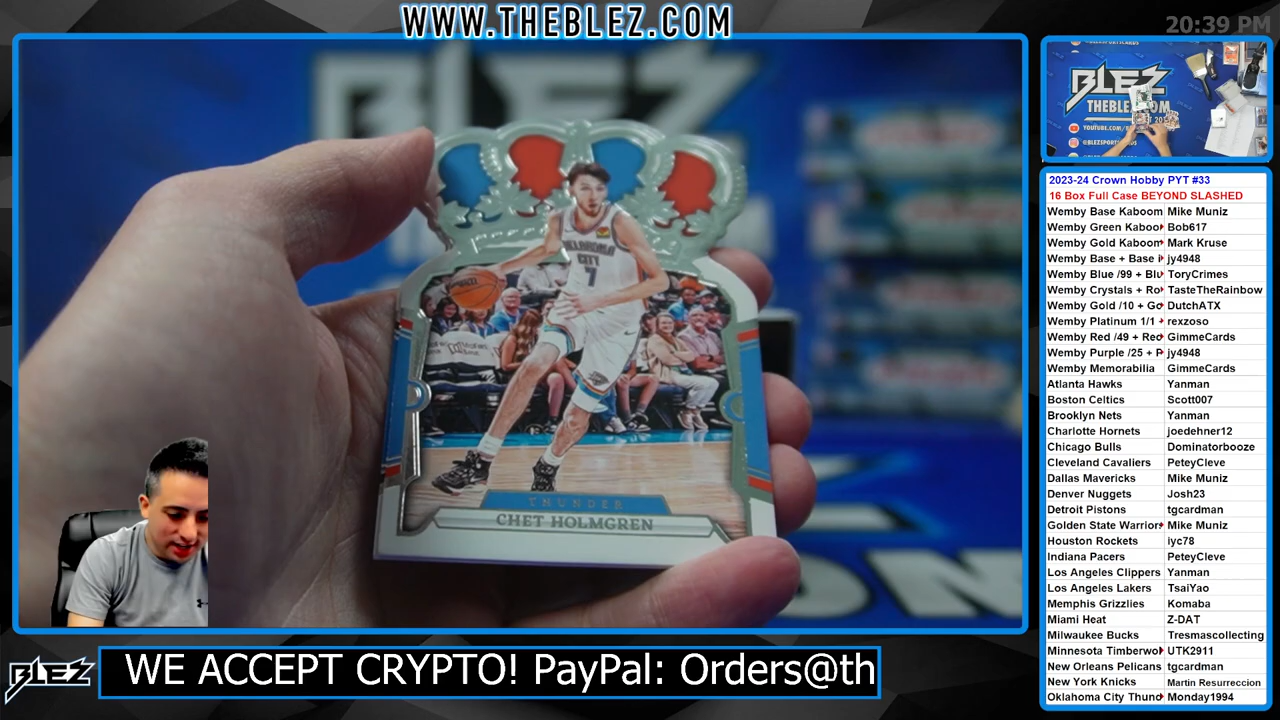 WWW.THEBLEZ.COM
20:39 PM
BLEZ
THEBLEZ.COM
2023-24 Crown Hobby PYT #33
16 Box Full Case BEYOND SLASHED
Wemby Base Kaboom Mike Muniz
Wemby Green Kaboo Bob617
Wemby Gold Kaboom Mark Kruse
Wemby Base + Base jy4948
Wemby Blue /99 + Blu ToryCrimes
Wemby Crystals + Ro TasteTheRainbow
Wemby Gold /10 + Go DutchATX
Wemby Platinum 1/1 + rexzoso
Wemby Red /49 + Red GimmeCards
Wemby Purple /25 + P jy4948
Wemby Memorabilia GimmeCards
Atlanta Hawks Yanman
Boston Celtics Scott007
Brooklyn Nets Yanman
Charlotte Hornets joedehner12
Chicago Bulls Dominatorbooze
Cleveland Cavaliers PeteyCleve
Dallas Mavericks Mike Muniz
Denver Nuggets Josh23
Detroit Pistons tgcardman
Golden State Warrior Mike Muniz
Houston Rockets iyc78
Indiana Pacers PeteyCleve
Los Angeles Clippers Yanman
Los Angeles Lakers TsaiYao
Memphis Grizzlies Komaba
Miami Heat Z-DAT
Milwaukee Bucks Tresmascollecting
Minnesota Timberwol UTK2911
New Orleans Pelicans tgcardman
New York Knicks Martin Resurreccion
Oklahoma City Thund Monday1994
BLEZ
OKLAHOMA
CITY
7
THUNDER
CHET HOLMGREN
BLEZ
WE ACCEPT CRYPTO! PayPal: Orders@th